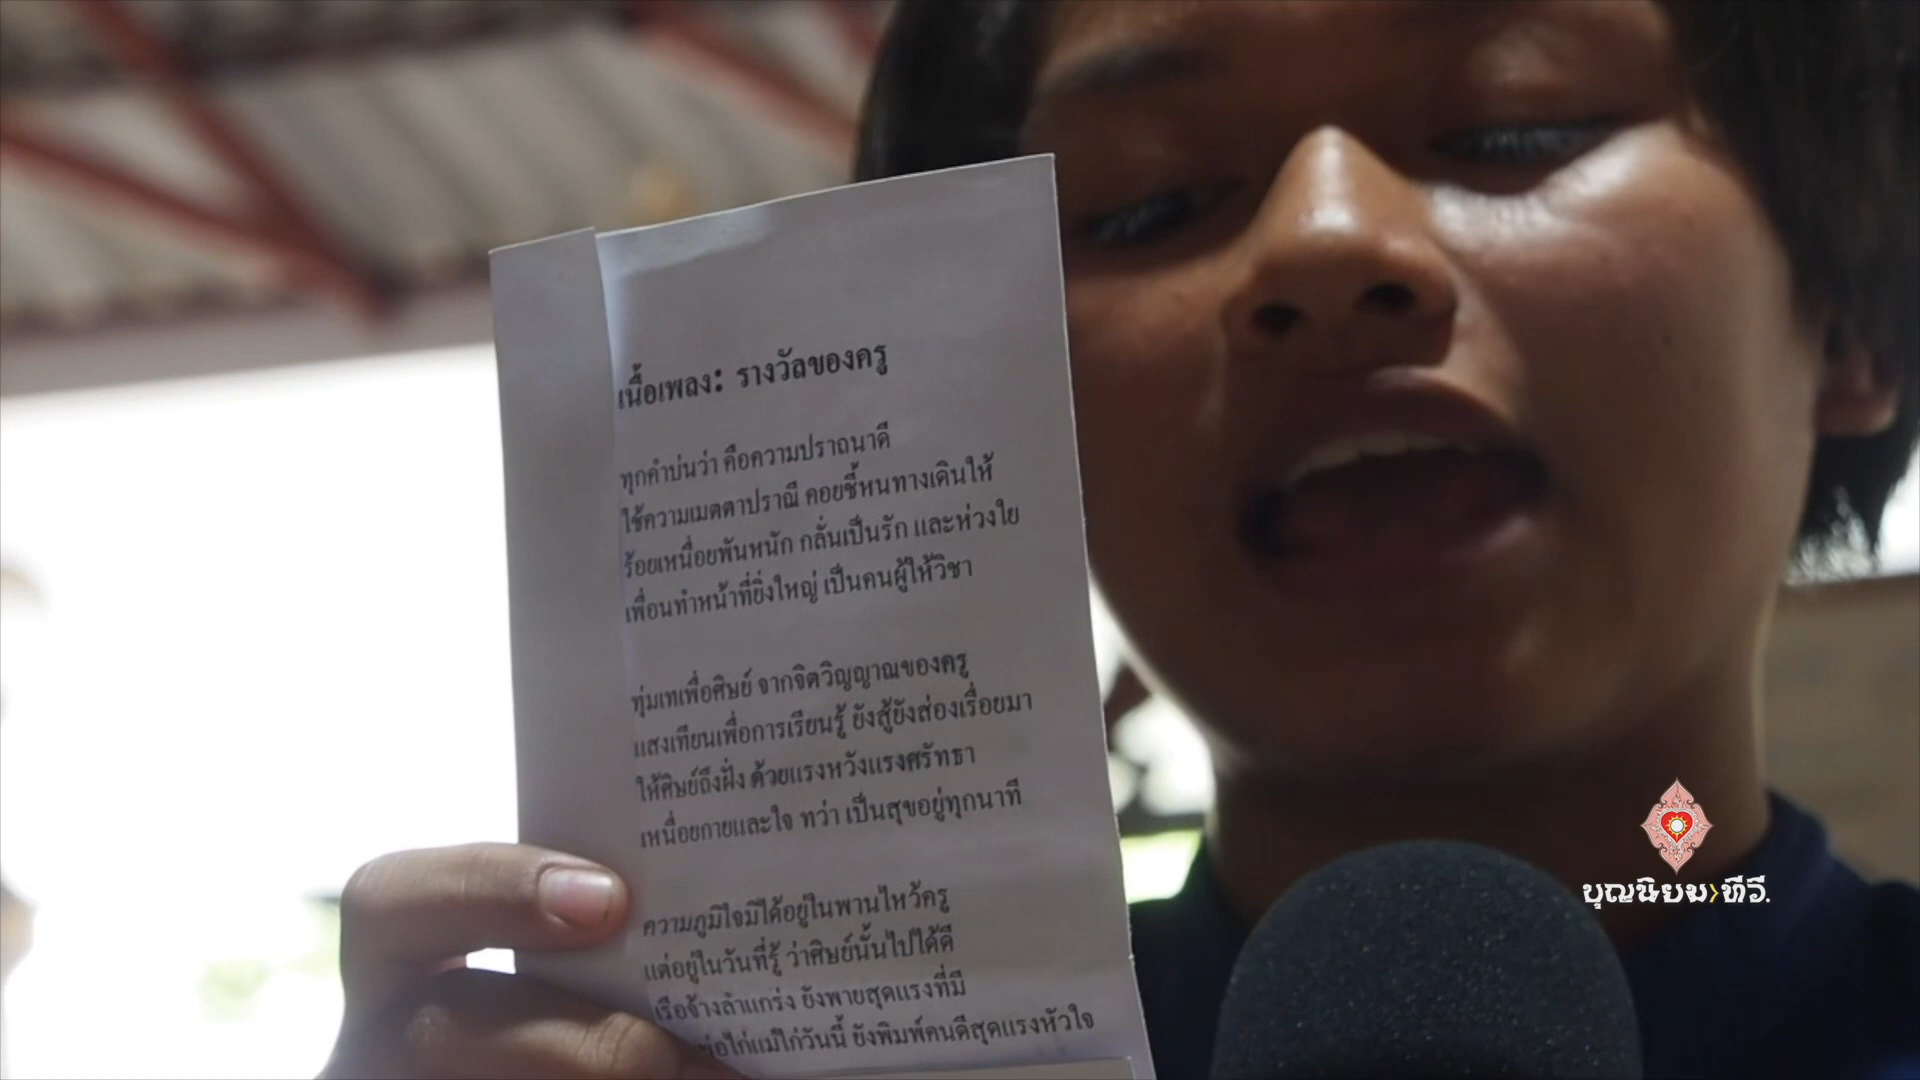 เนื้อเพลง: รางวัลของครู
ทุกคำบ่นว่า คือความปราถนาดี
ใช้ความเมตตาปราณี คอยชี้หนทางเดินให้
ร้อยเหนื่อยพันหนัก กลั่นเป็นรัก และห่วงใย
เพื่อนทำหน้าที่ยิ่งใหญ่ เป็นคนผู้ให้วิชา
ทุ่มเทเพื่อศิษย์ จากจิตวิญญาณของครู
แสงเทียนเพื่อการเรียนรู้ ยังสู้ยังส่องเรื่อยมา
ให้ศิษย์ถึงฝั่ง ด้วยแรงหวังแรงศรัทธา
เหนื่อยกายและใจ ทว่า เป็นสุขอยู่ทุกนาที
ความภูมิใจมิได้อยู่ในพานไหว้ครู
แต่อยู่ในวันที่รู้ ว่าศิษย์นั้นไปได้ดี
เรือจ้างลำแกร่ง ยังพายสุดแรงที่มี
พ่อไก่แม่ไก่วันนี้ ยังพิมพ์คนดีสุดแรงหัวใจ
บุญนิยม>ทีวี.